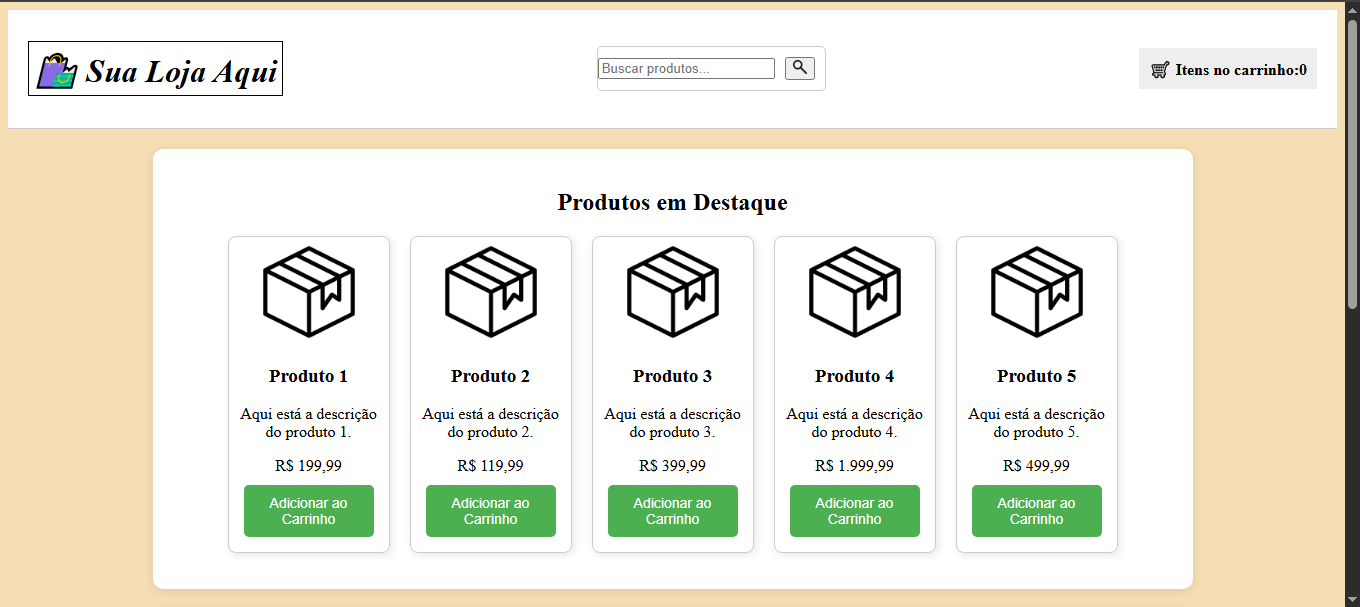 Sua Loja Aqui
Buscar produtos...
Itens no carrinho:0
Produtos em Destaque
Produto 1
Aqui está a descrição
do produto 1.
R$ 199,99
Adicionar ao
Carrinho
Produto 2
Aqui está a descrição
do produto 2.
R$ 119,99
Adicionar ao
Carrinho
Produto 3
Aqui está a descrição
do produto 3.
R$ 399,99
Adicionar ao
Carrinho
Produto 4
Aqui está a descrição
do produto 4.
R$ 1.999,99
Adicionar ao
Carrinho
Produto 5
Aqui está a descrição
do produto 5.
R$ 499,99
Adicionar ao
Carrinho